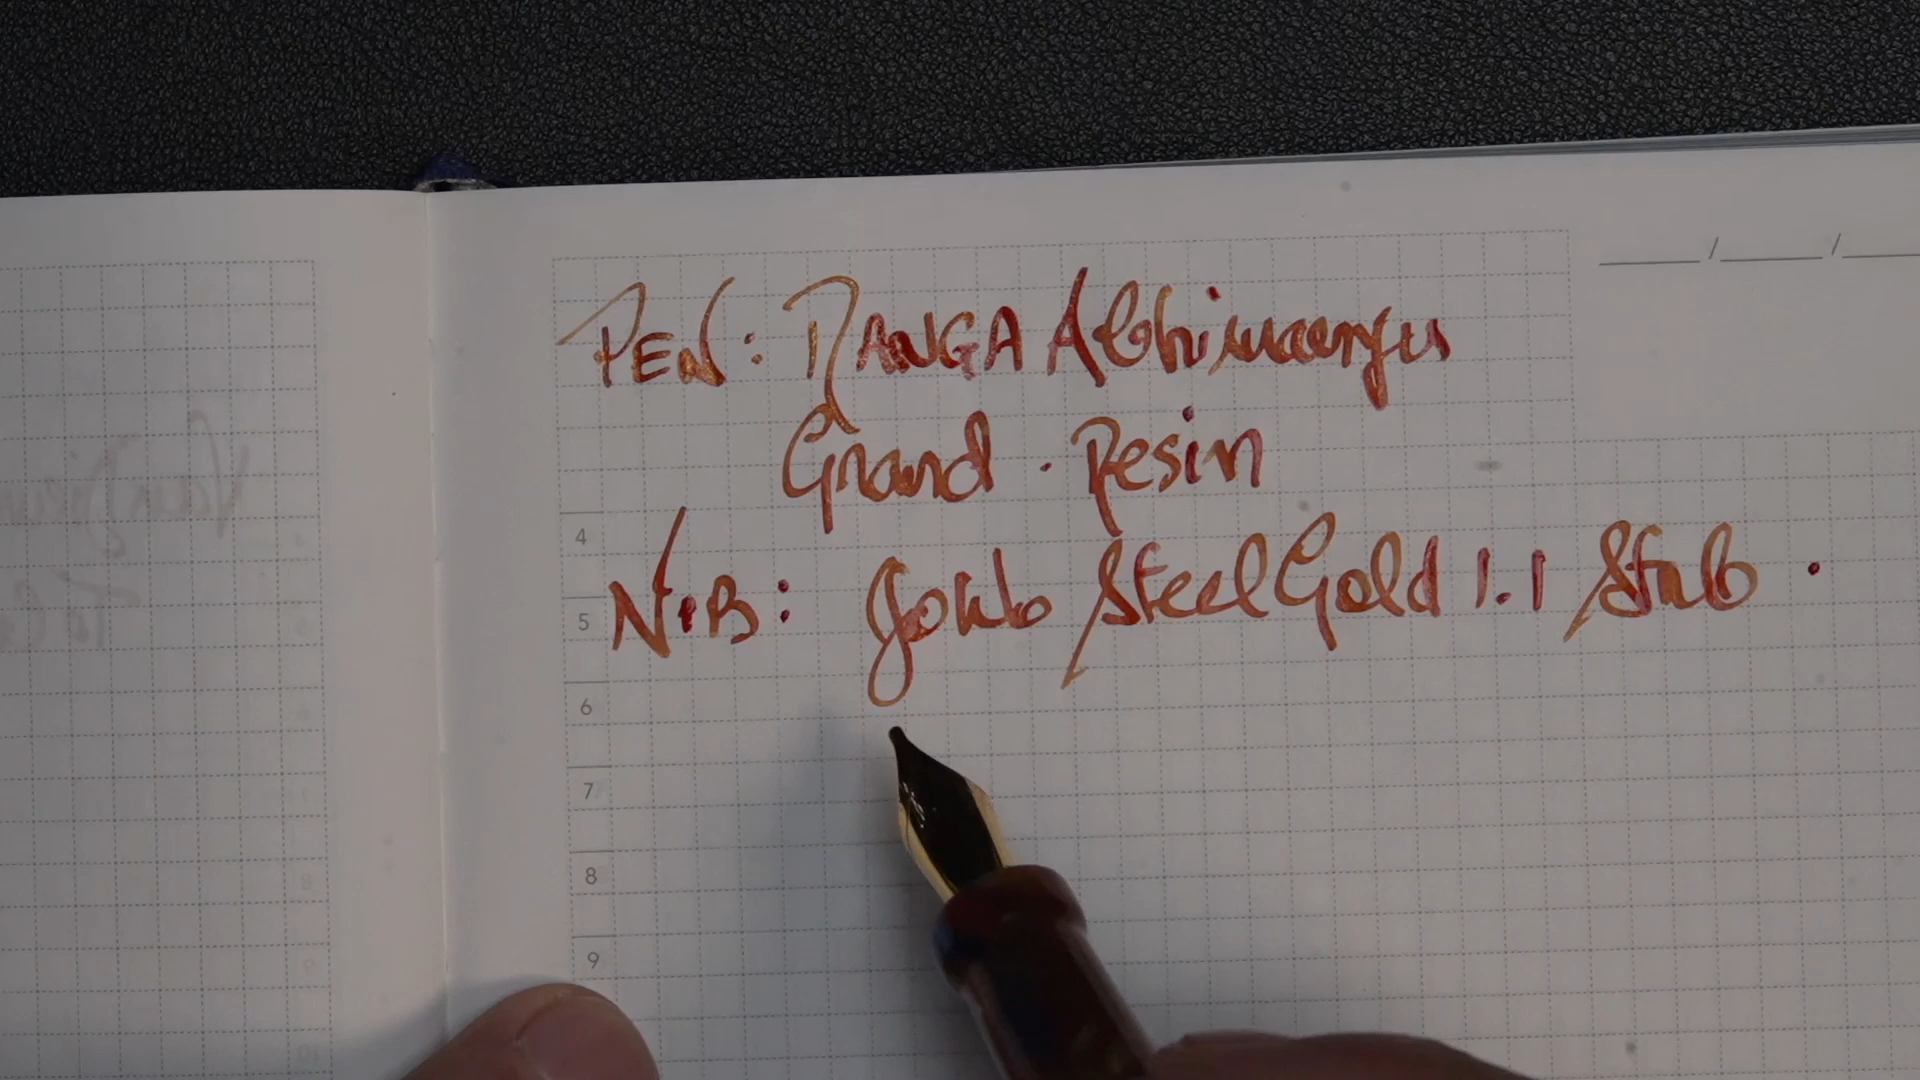 PEN: RANGA Abhimanyu
Grand . Resin
NiB: JoWo Steel Gold 1.1 Stub .
4
5
6
7
8
9